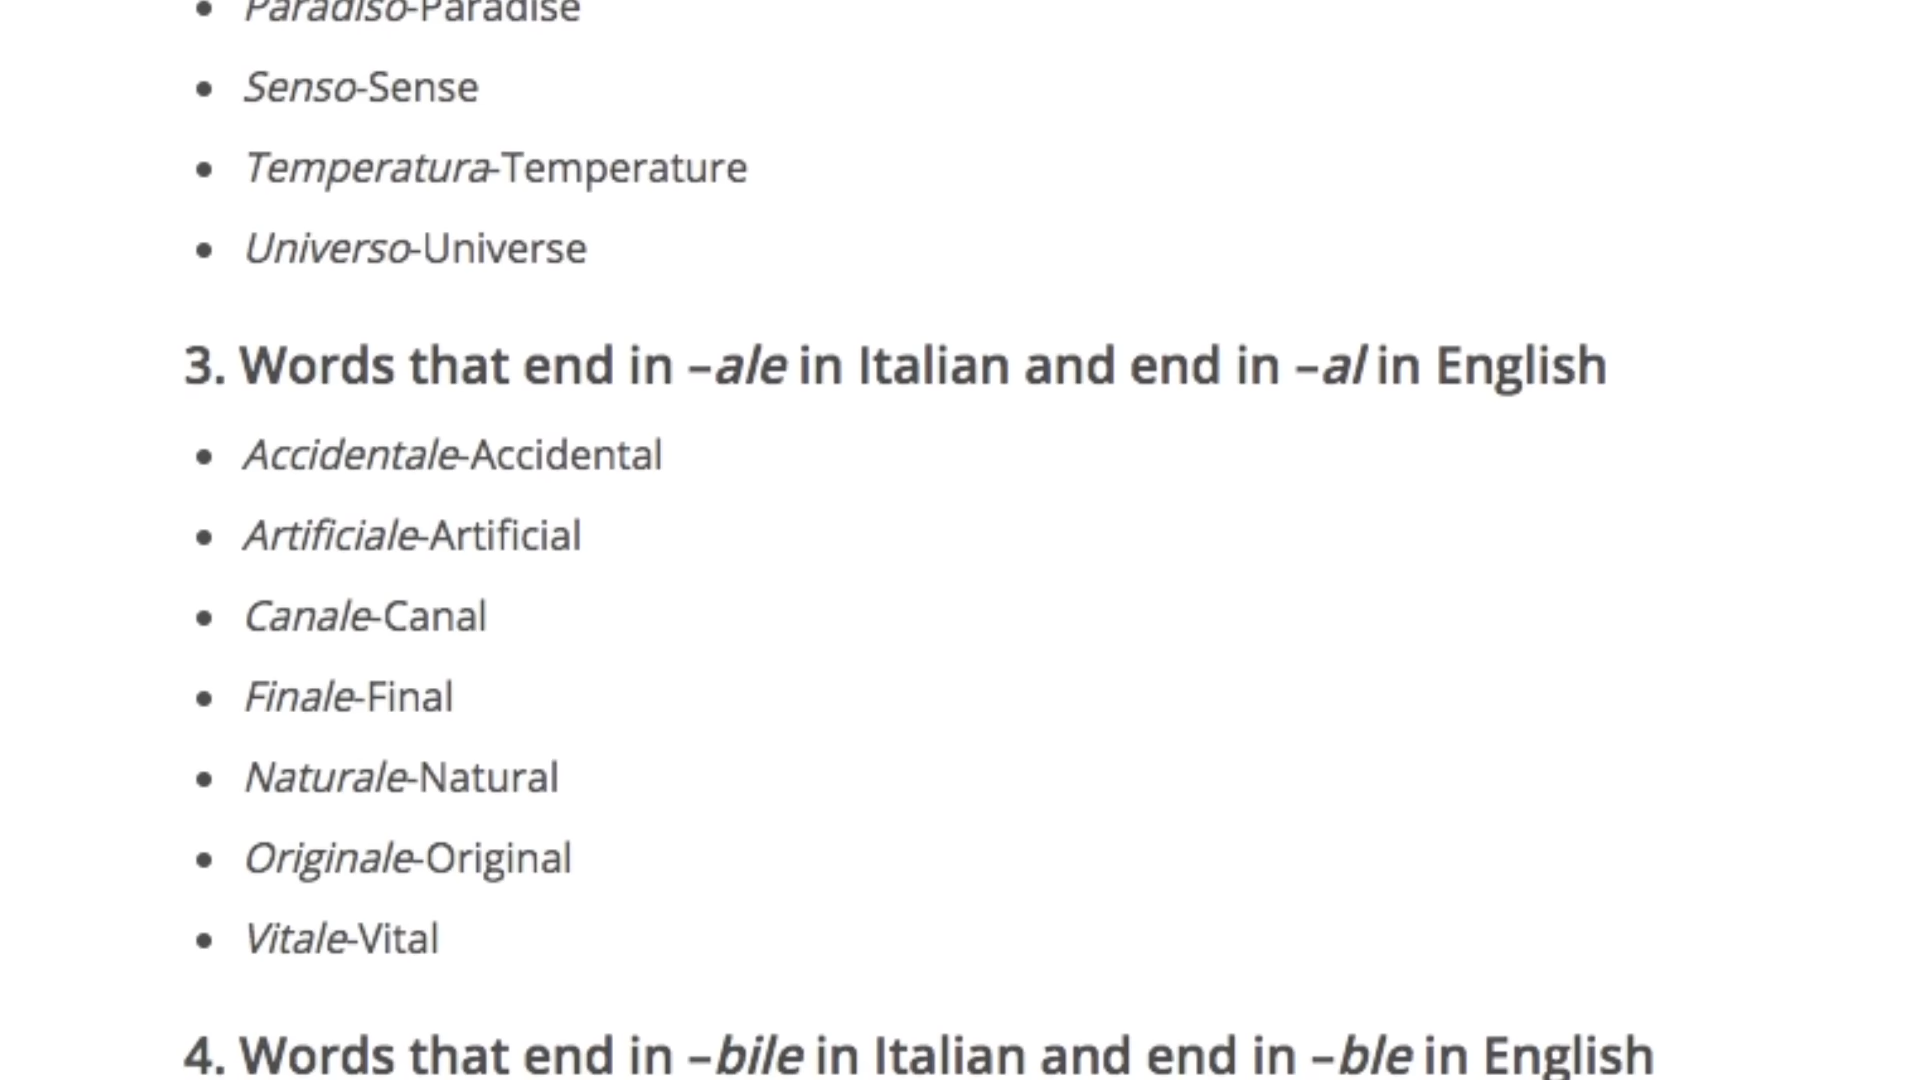 Paradiso-Paradise
Senso-Sense
Temperatura-Temperature
Universo-Universe
3. Words that end in –ale in Italian and end in –al in English
Accidentale-Accidental
Artificiale-Artificial
Canale-Canal
Finale-Final
Naturale-Natural
Originale-Original
Vitale-Vital
4. Words that end in –bile in Italian and end in –ble in English